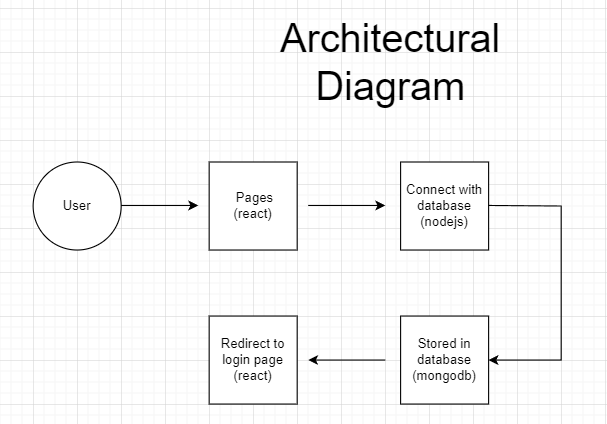 Architectural
Diagram
User
Pages
(react)
Connect with
database
(nodejs)
Redirect to
login page
(react)
Stored in
database
(mongodb)